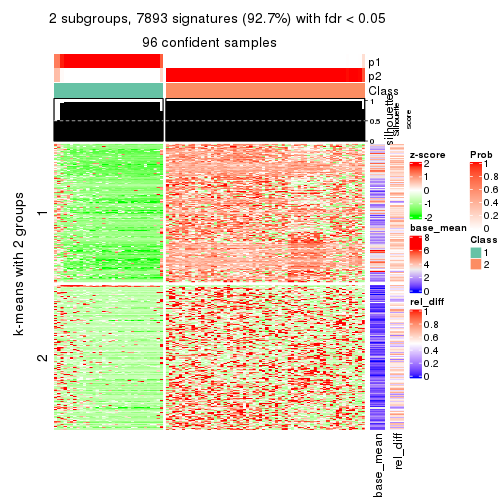 2 subgroups, 7893 signatures (92.7%) with fdr < 0.05
96 confident samples
p1
p2
Class
silhouette
Silhouette
score
1
0.5
0
k-means with 2 groups
1
2
base_mean
rel_diff
z-score
2
1
0
-1
-2
base_mean
8
6
4
2
0
rel_diff
1
0.8
0.6
0.4
0.2
0
Prob
1
0.8
0.6
0.4
0.2
0
Class
1
2